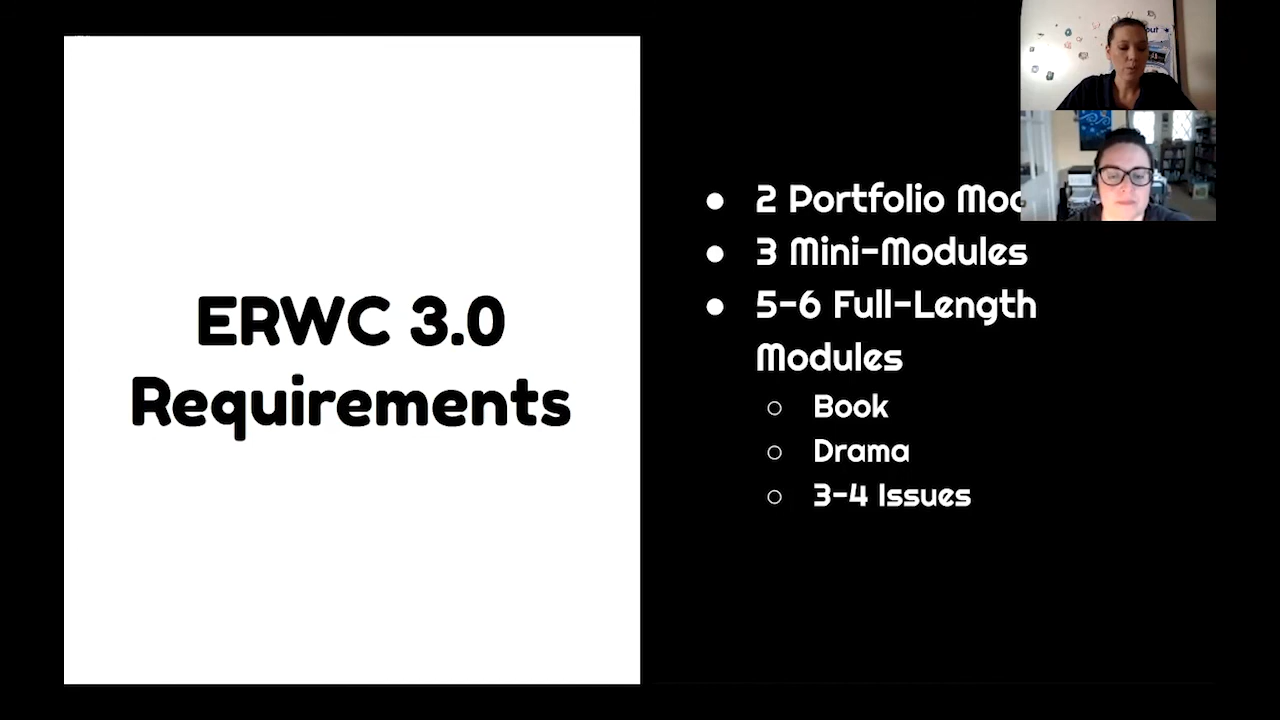 ERWC 3.0
Requirements
● 2 Portfolio
● 3 Mini-Modules
● 5-6 Full-Length
Modules
○ Book
○ Drama
○ 3-4 Issues